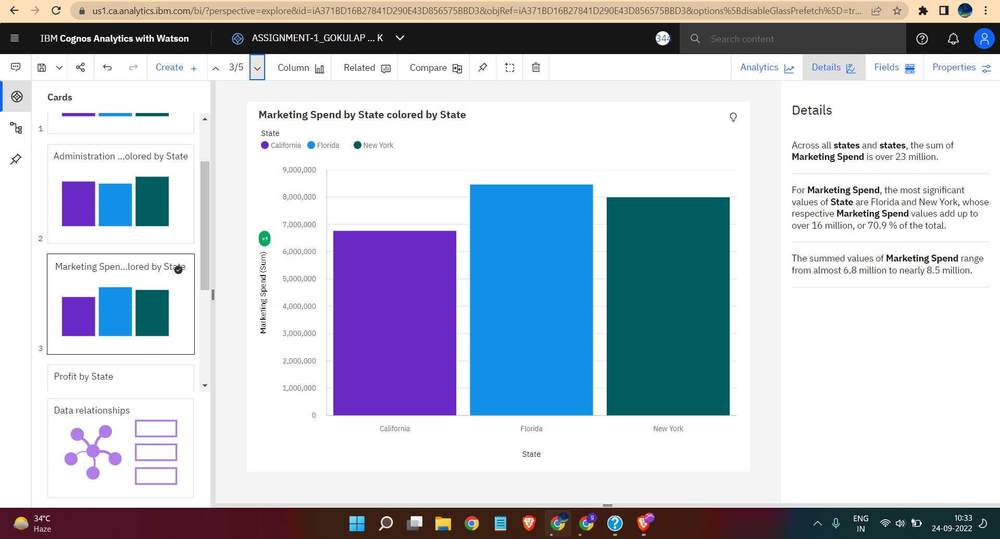 us1.ca.analytics.ibm.com/bi/?perspective=explore&id=iA371BD16B27841D290E43D856575BBD3&objRef=iA371BD16B27841D290E43D856575BBD3&options%5BdisableGlassPrefetch%5D=tr...
IBM Cognos Analytics with Watson
ASSIGNMENT-1_GOKULAP ... K
344
Search content
Create +
3/5
Column
Related
Compare
Analytics
Details
Fields
Properties
Cards
1
Administration ...olored by State
2
Marketing Spen...lored by State
3
Profit by State
Data relationships
Marketing Spend by State colored by State
State
California
Florida
New York
9,000,000
8,000,000
7,000,000
6,000,000
5,000,000
4,000,000
3,000,000
2,000,000
1,000,000
0
1
Marketing Spend (Sum)
California
Florida
New York
State
Details
Across all states and states, the sum of
Marketing Spend is over 23 million.
For Marketing Spend, the most significant
values of State are Florida and New York, whose
respective Marketing Spend values add up to
over 16 million, or 70.9 % of the total.
The summed values of Marketing Spend range
from almost 6.8 million to nearly 8.5 million.
34°C
Haze
g
ENG
IN
10:33
24-09-2022